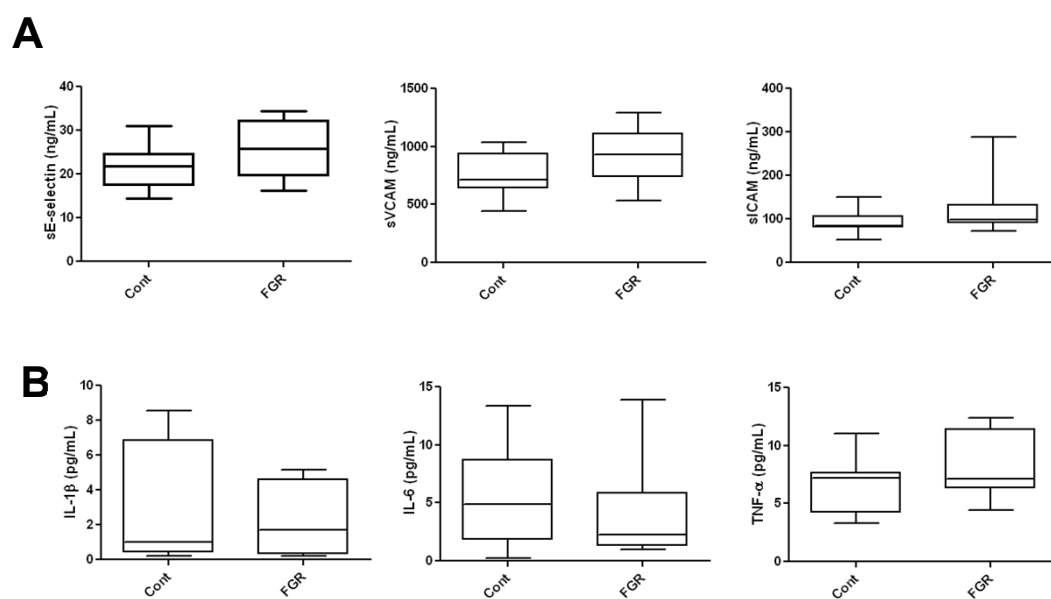 A
sE-selectin (ng/mL)
40
30
20
10
0
Cont
FGR
sVCAM (ng/mL)
1500
1000
500
0
Cont
FGR
sICAM (ng/mL)
400
300
200
100
0
Cont
FGR
B
IL-1β (pg/mL)
10
8
6
4
2
0
Cont
FGR
IL-6 (pg/mL)
15
10
5
0
Cont
FGR
TNF-α (pg/mL)
15
10
5
0
Cont
FGR